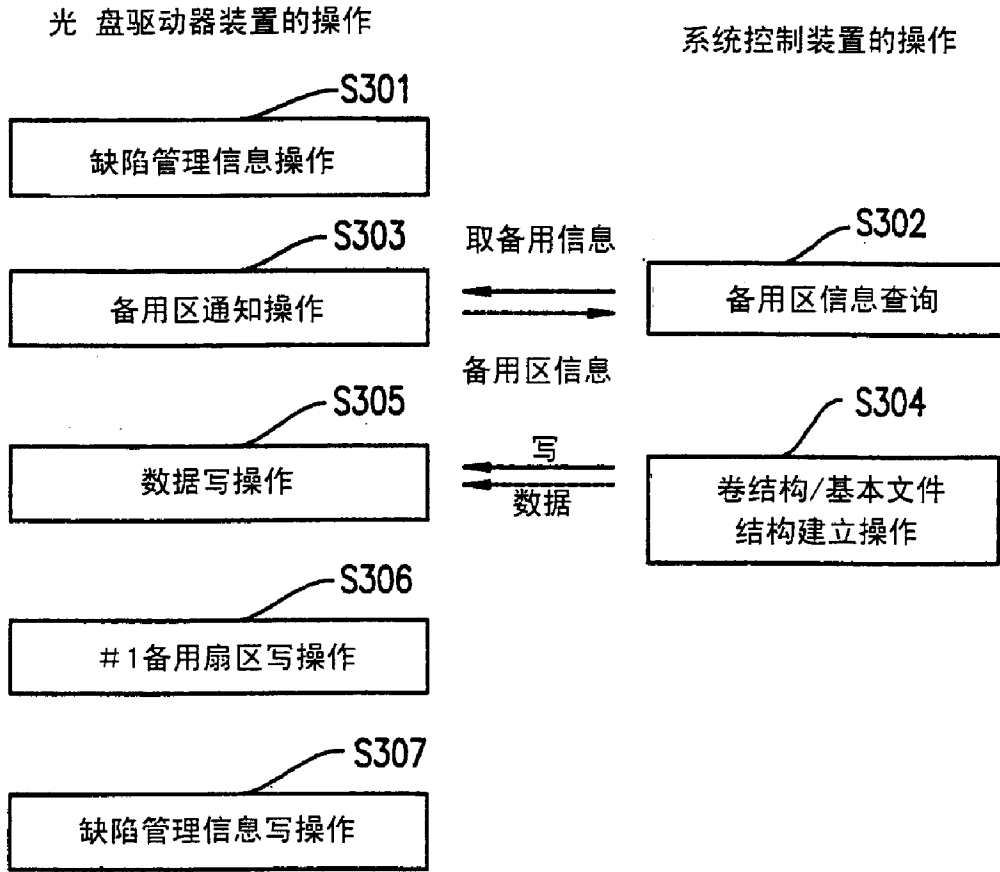 光 盘驱动器装置的操作
系统控制装置的操作
S301
缺陷管理信息操作
S303
取备用信息
S302
备用区通知操作
备用区信息查询
备用区信息
S305
S304
数据写操作
写
数据
卷结构/基本文件
结构建立操作
S306
#1备用扇区写操作
S307
缺陷管理信息写操作